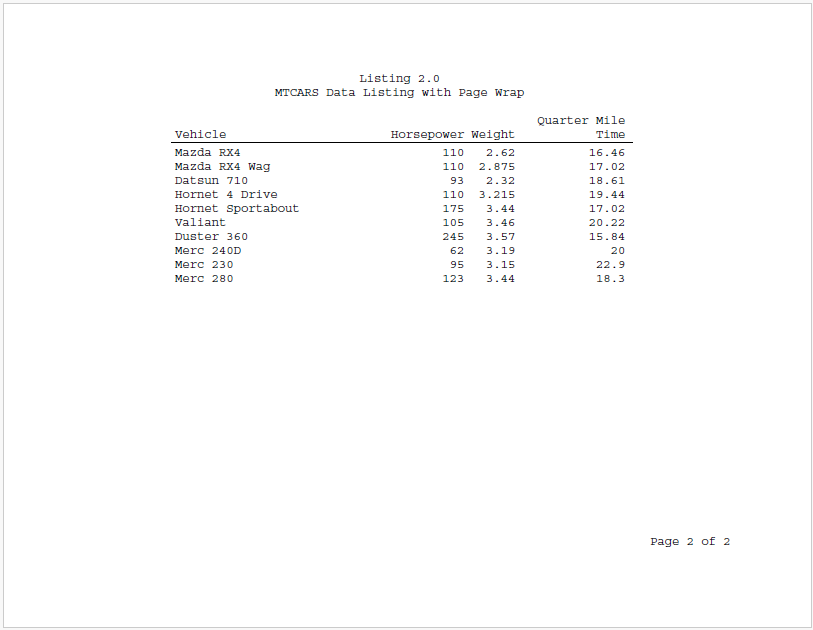 Listing 2.0
MTCARS Data Listing with Page Wrap
Quarter Mile
Vehicle Horsepower Weight Time
Mazda RX4 110 2.62 16.46
Mazda RX4 Wag 110 2.875 17.02
Datsun 710 93 2.32 18.61
Hornet 4 Drive 110 3.215 19.44
Hornet Sportabout 175 3.44 17.02
Valiant 105 3.46 20.22
Duster 360 245 3.57 15.84
Merc 240D 62 3.19 20
Merc 230 95 3.15 22.9
Merc 280 123 3.44 18.3
Page 2 of 2